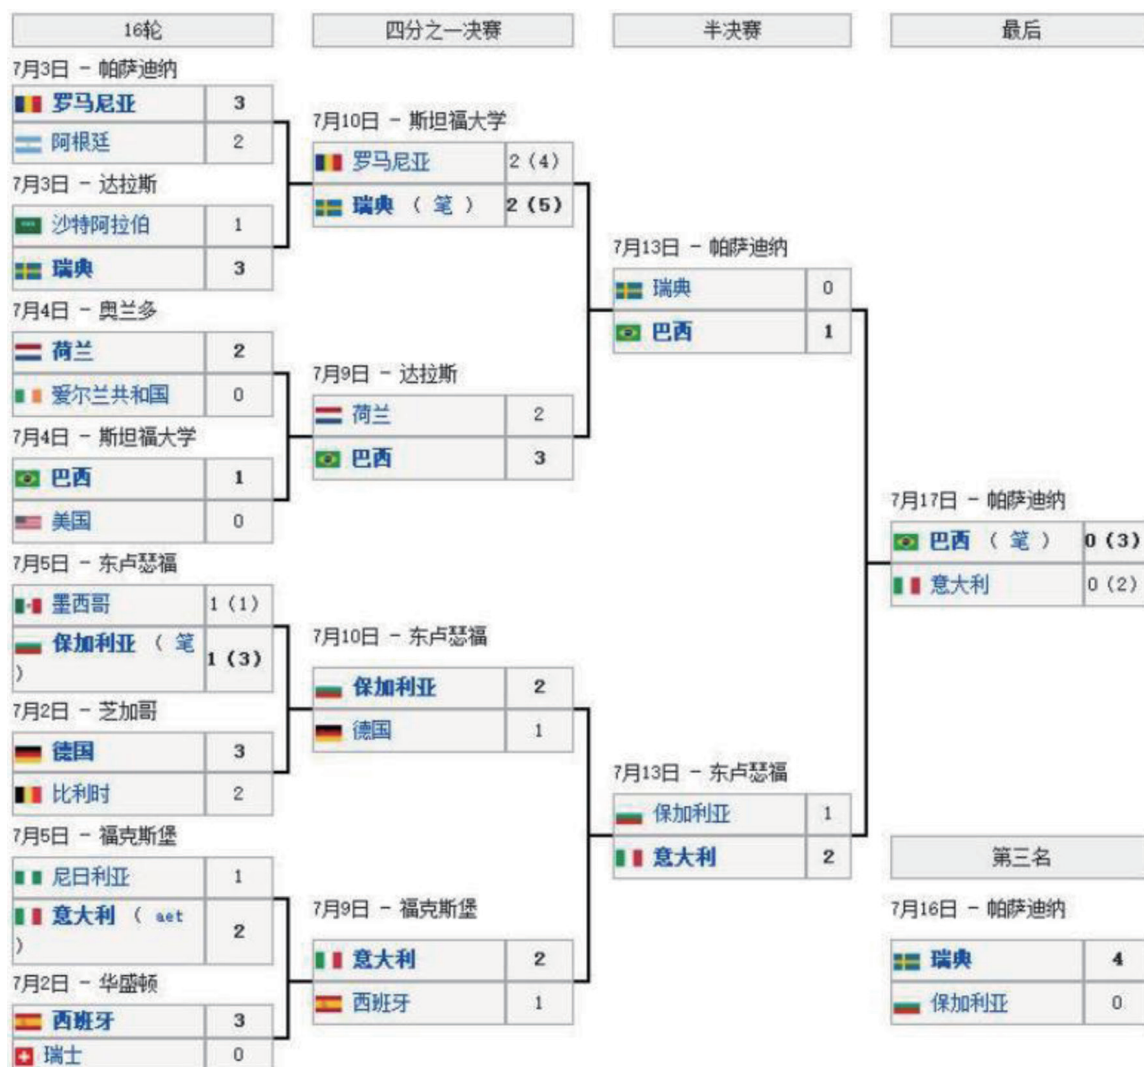 16轮
四分之一决赛
半决赛
最后
7月3日 - 帕萨迪纳
罗马尼亚 3
阿根廷 2
7月3日 - 达拉斯
沙特阿拉伯 1
瑞典 3
7月4日 - 奥兰多
荷兰 2
爱尔兰共和国 0
7月4日 - 斯坦福大学
巴西 1
美国 0
7月5日 - 东卢瑟福
墨西哥 1 (1)
保加利亚 ( 笔
) 1 (3)
7月2日 - 芝加哥
德国 3
比利时 2
7月5日 - 福克斯堡
尼日利亚 1
意大利 ( aet
) 2
7月2日 - 华盛顿
西班牙 3
瑞士 0
7月10日 - 斯坦福大学
罗马尼亚 2 (4)
瑞典 ( 笔 ) 2 (5)
7月9日 - 达拉斯
荷兰 2
巴西 3
7月10日 - 东卢瑟福
保加利亚 2
德国 1
7月9日 - 福克斯堡
意大利 2
西班牙 1
7月13日 - 帕萨迪纳
瑞典 0
巴西 1
7月13日 - 东卢瑟福
保加利亚 1
意大利 2
7月17日 - 帕萨迪纳
巴西 ( 笔 ) 0 (3)
意大利 0 (2)
第三名
7月16日 - 帕萨迪纳
瑞典 4
保加利亚 0